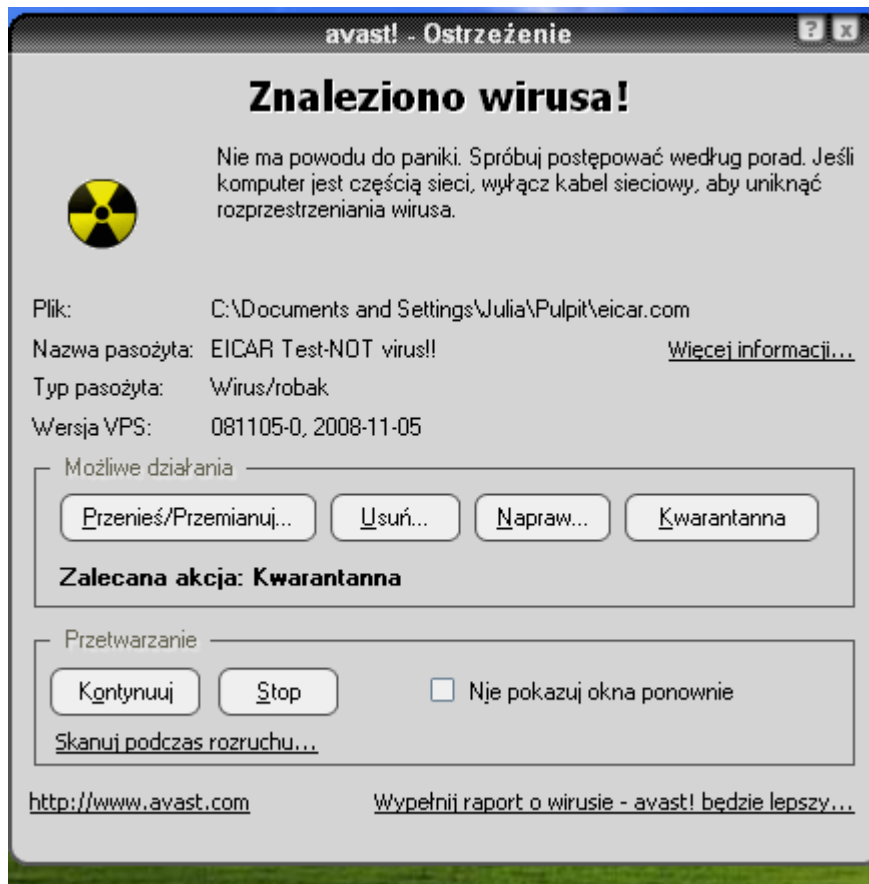 avast! - Ostrzeżenie
Znaleziono wirusa!
Nie ma powodu do paniki. Spróbuj postępować według porad. Jeśli
komputer jest częścią sieci, wyłącz kabel sieciowy, aby uniknąć
rozprzestrzeniania wirusa.
Plik: C:\Documents and Settings\Julia\Pulpit\eicar.com
Nazwa pasożyta: EICAR Test-NOT virus!! Więcej informacji...
Typ pasożyta: Wirus/robak
Wersja VPS: 081105-0, 2008-11-05
Możliwe działania
Przenieś/Przemianuj... Usuń... Napraw... Kwarantanna
Zalecana akcja: Kwarantanna
Przetwarzanie
Kontynuuj Stop Nie pokazuj okna ponownie
Skanuj podczas rozruchu...
http://www.avast.com Wypełnij raport o wirusie - avast! będzie lepszy...